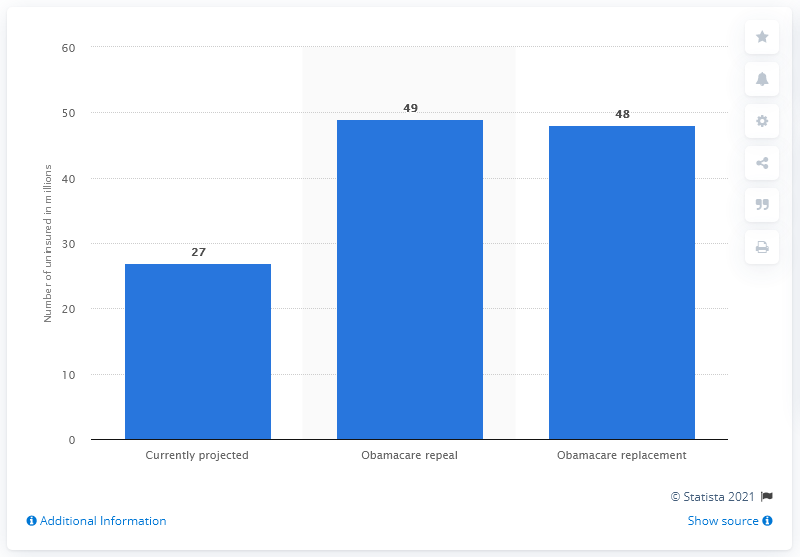 60
50
40
30
20
10
0
Number of uninsured in millions
27
49
48
Currently projected
Obamacare repeal
Obamacare replacement
© Statista 2021
Additional Information
Show source